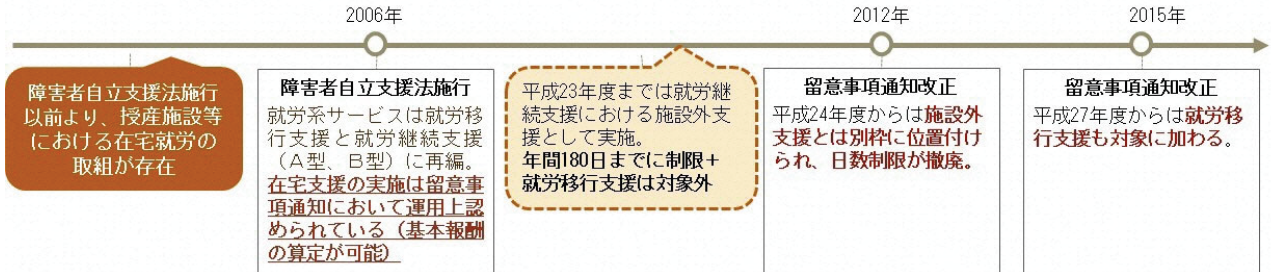 2006年
2012年
2015年
障害者自立支援法施行
以前より、授産施設等
における在宅就労の
取組が存在
障害者自立支援法施行
就労系サービスは就労移
行支援と就労継続支援
（A型、B型）に再編。
在宅支援の実施は留意事
項通知において運用上認
められている（基本報酬
の算定が可能）
平成23年度までは就労継
続支援における施設外支
援として実施。
年間180日までに制限＋
就労移行支援は対象外
留意事項通知改正
平成24年度からは施設外
支援とは別枠に位置付け
られ、日数制限が撤廃。
留意事項通知改正
平成27年度からは就労移
行支援も対象に加わる。